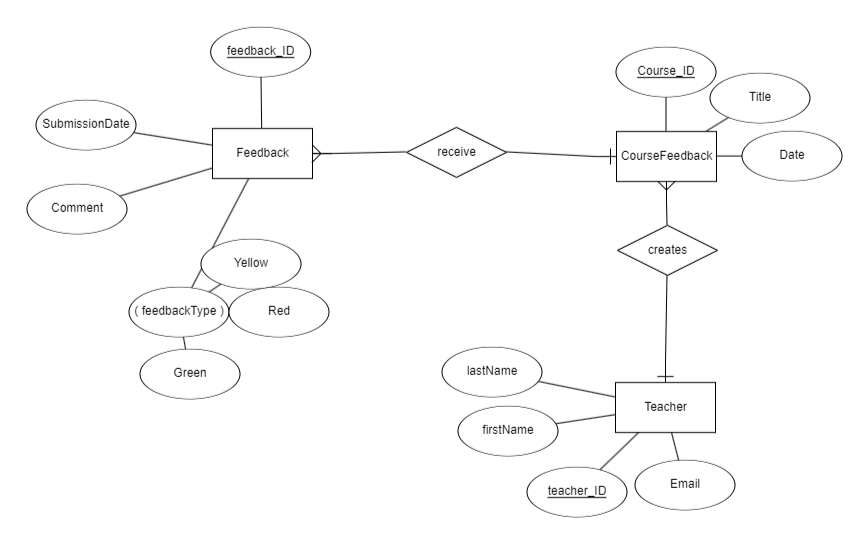 feedback_ID
Course_ID
Title
SubmissionDate
Feedback
receive
CourseFeedback
Date
Comment
creates
Yellow
( feedbackType )
Red
Green
lastName
Teacher
firstName
teacher_ID
Email